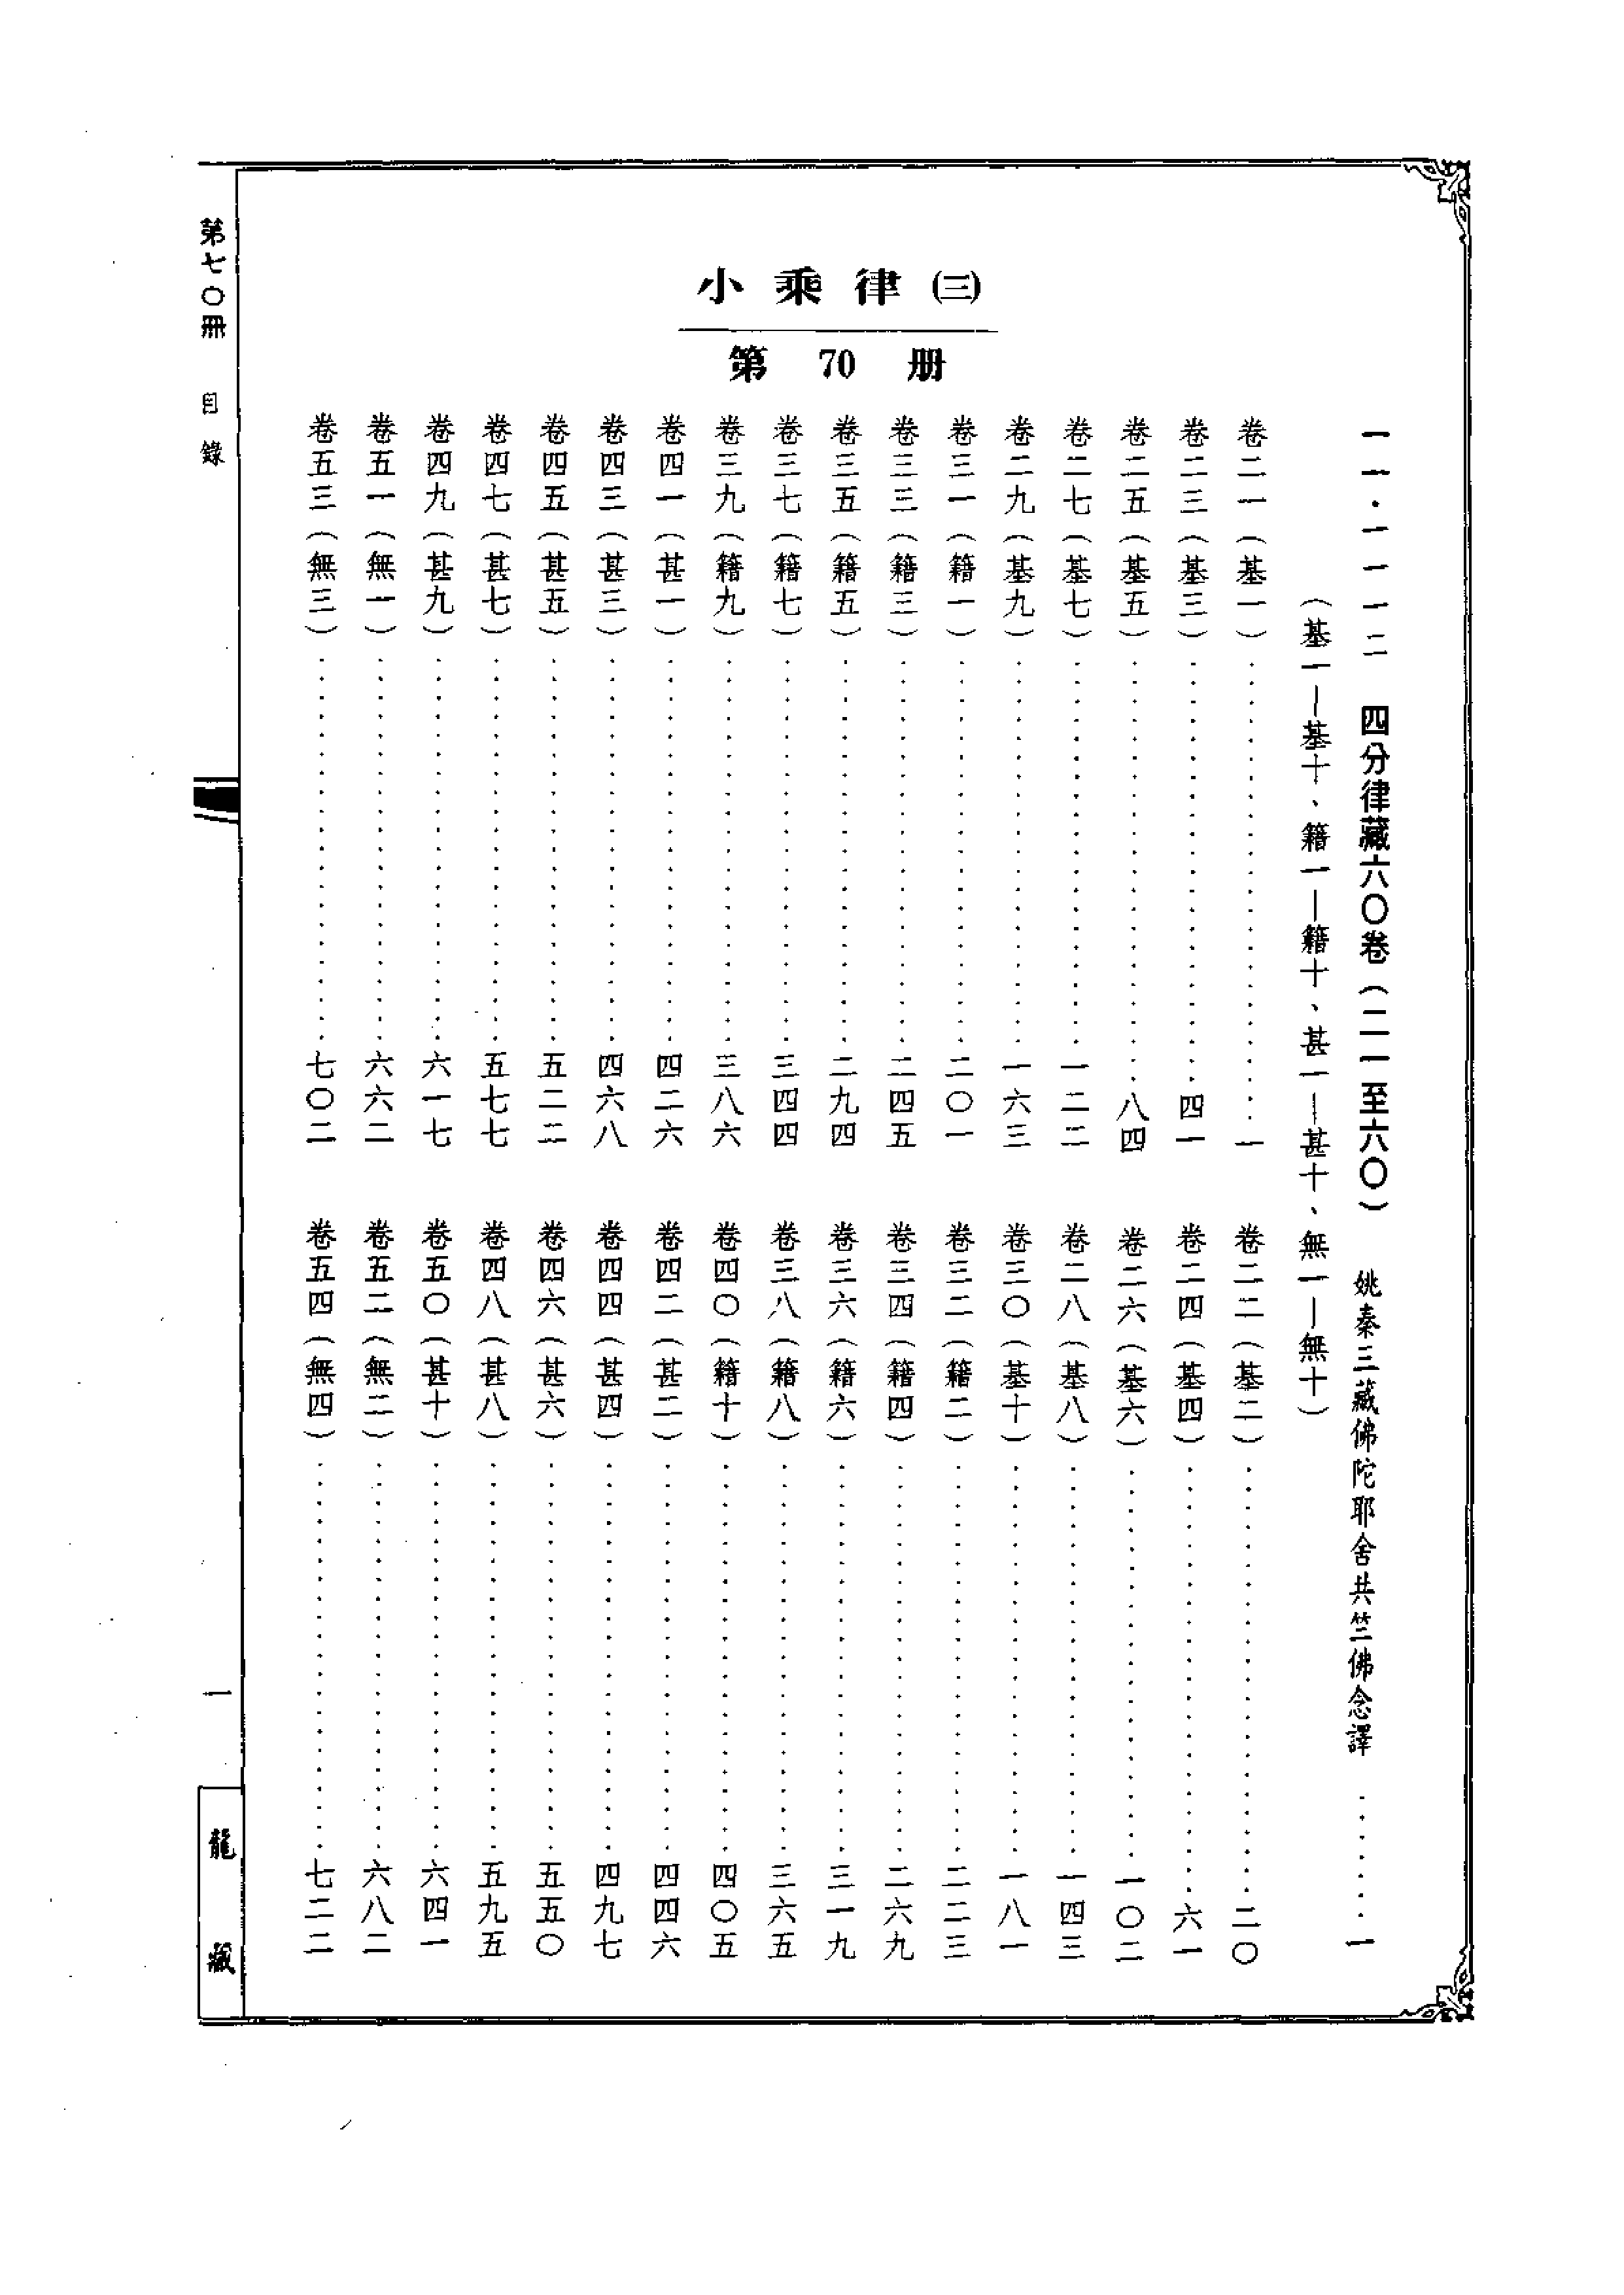 小乘律(三)
第 70 册
一一·一一一二 四分律藏六〇卷（二一至六〇） 姚秦三藏佛陀耶舍共竺佛念譯 ⋯⋯ 一
（基一—基十、籍一—籍十、甚一—甚十、無一—無十）
卷二一（基一）⋯⋯一 卷二二（基二）⋯⋯二〇
卷二三（基三）⋯⋯四一 卷二四（基四）⋯⋯六一
卷二五（基五）⋯⋯八四 卷二六（基六）⋯⋯一〇二
卷二七（基七）⋯⋯一二二 卷二八（基八）⋯⋯一四三
卷二九（基九）⋯⋯一六三 卷三〇（基十）⋯⋯一八一
卷三一（籍一）⋯⋯二〇一 卷三二（籍二）⋯⋯二二三
卷三三（籍三）⋯⋯二四五 卷三四（籍四）⋯⋯二六九
卷三五（籍五）⋯⋯二九四 卷三六（籍六）⋯⋯三一九
卷三七（籍七）⋯⋯三四四 卷三八（籍八）⋯⋯三六五
卷三九（籍九）⋯⋯三八六 卷四〇（籍十）⋯⋯四〇五
卷四一（甚一）⋯⋯四二六 卷四二（甚二）⋯⋯四四六
卷四三（甚三）⋯⋯四六八 卷四四（甚四）⋯⋯四九七
卷四五（甚五）⋯⋯五二二 卷四六（甚六）⋯⋯五五〇
卷四七（甚七）⋯⋯五七七 卷四八（甚八）⋯⋯五九五
卷四九（甚九）⋯⋯六一七 卷五〇（甚十）⋯⋯六四一
卷五一（無一）⋯⋯六六二 卷五二（無二）⋯⋯六八二
卷五三（無三）⋯⋯七〇二 卷五四（無四）⋯⋯七二二
第七〇冊 目錄 一 龍藏